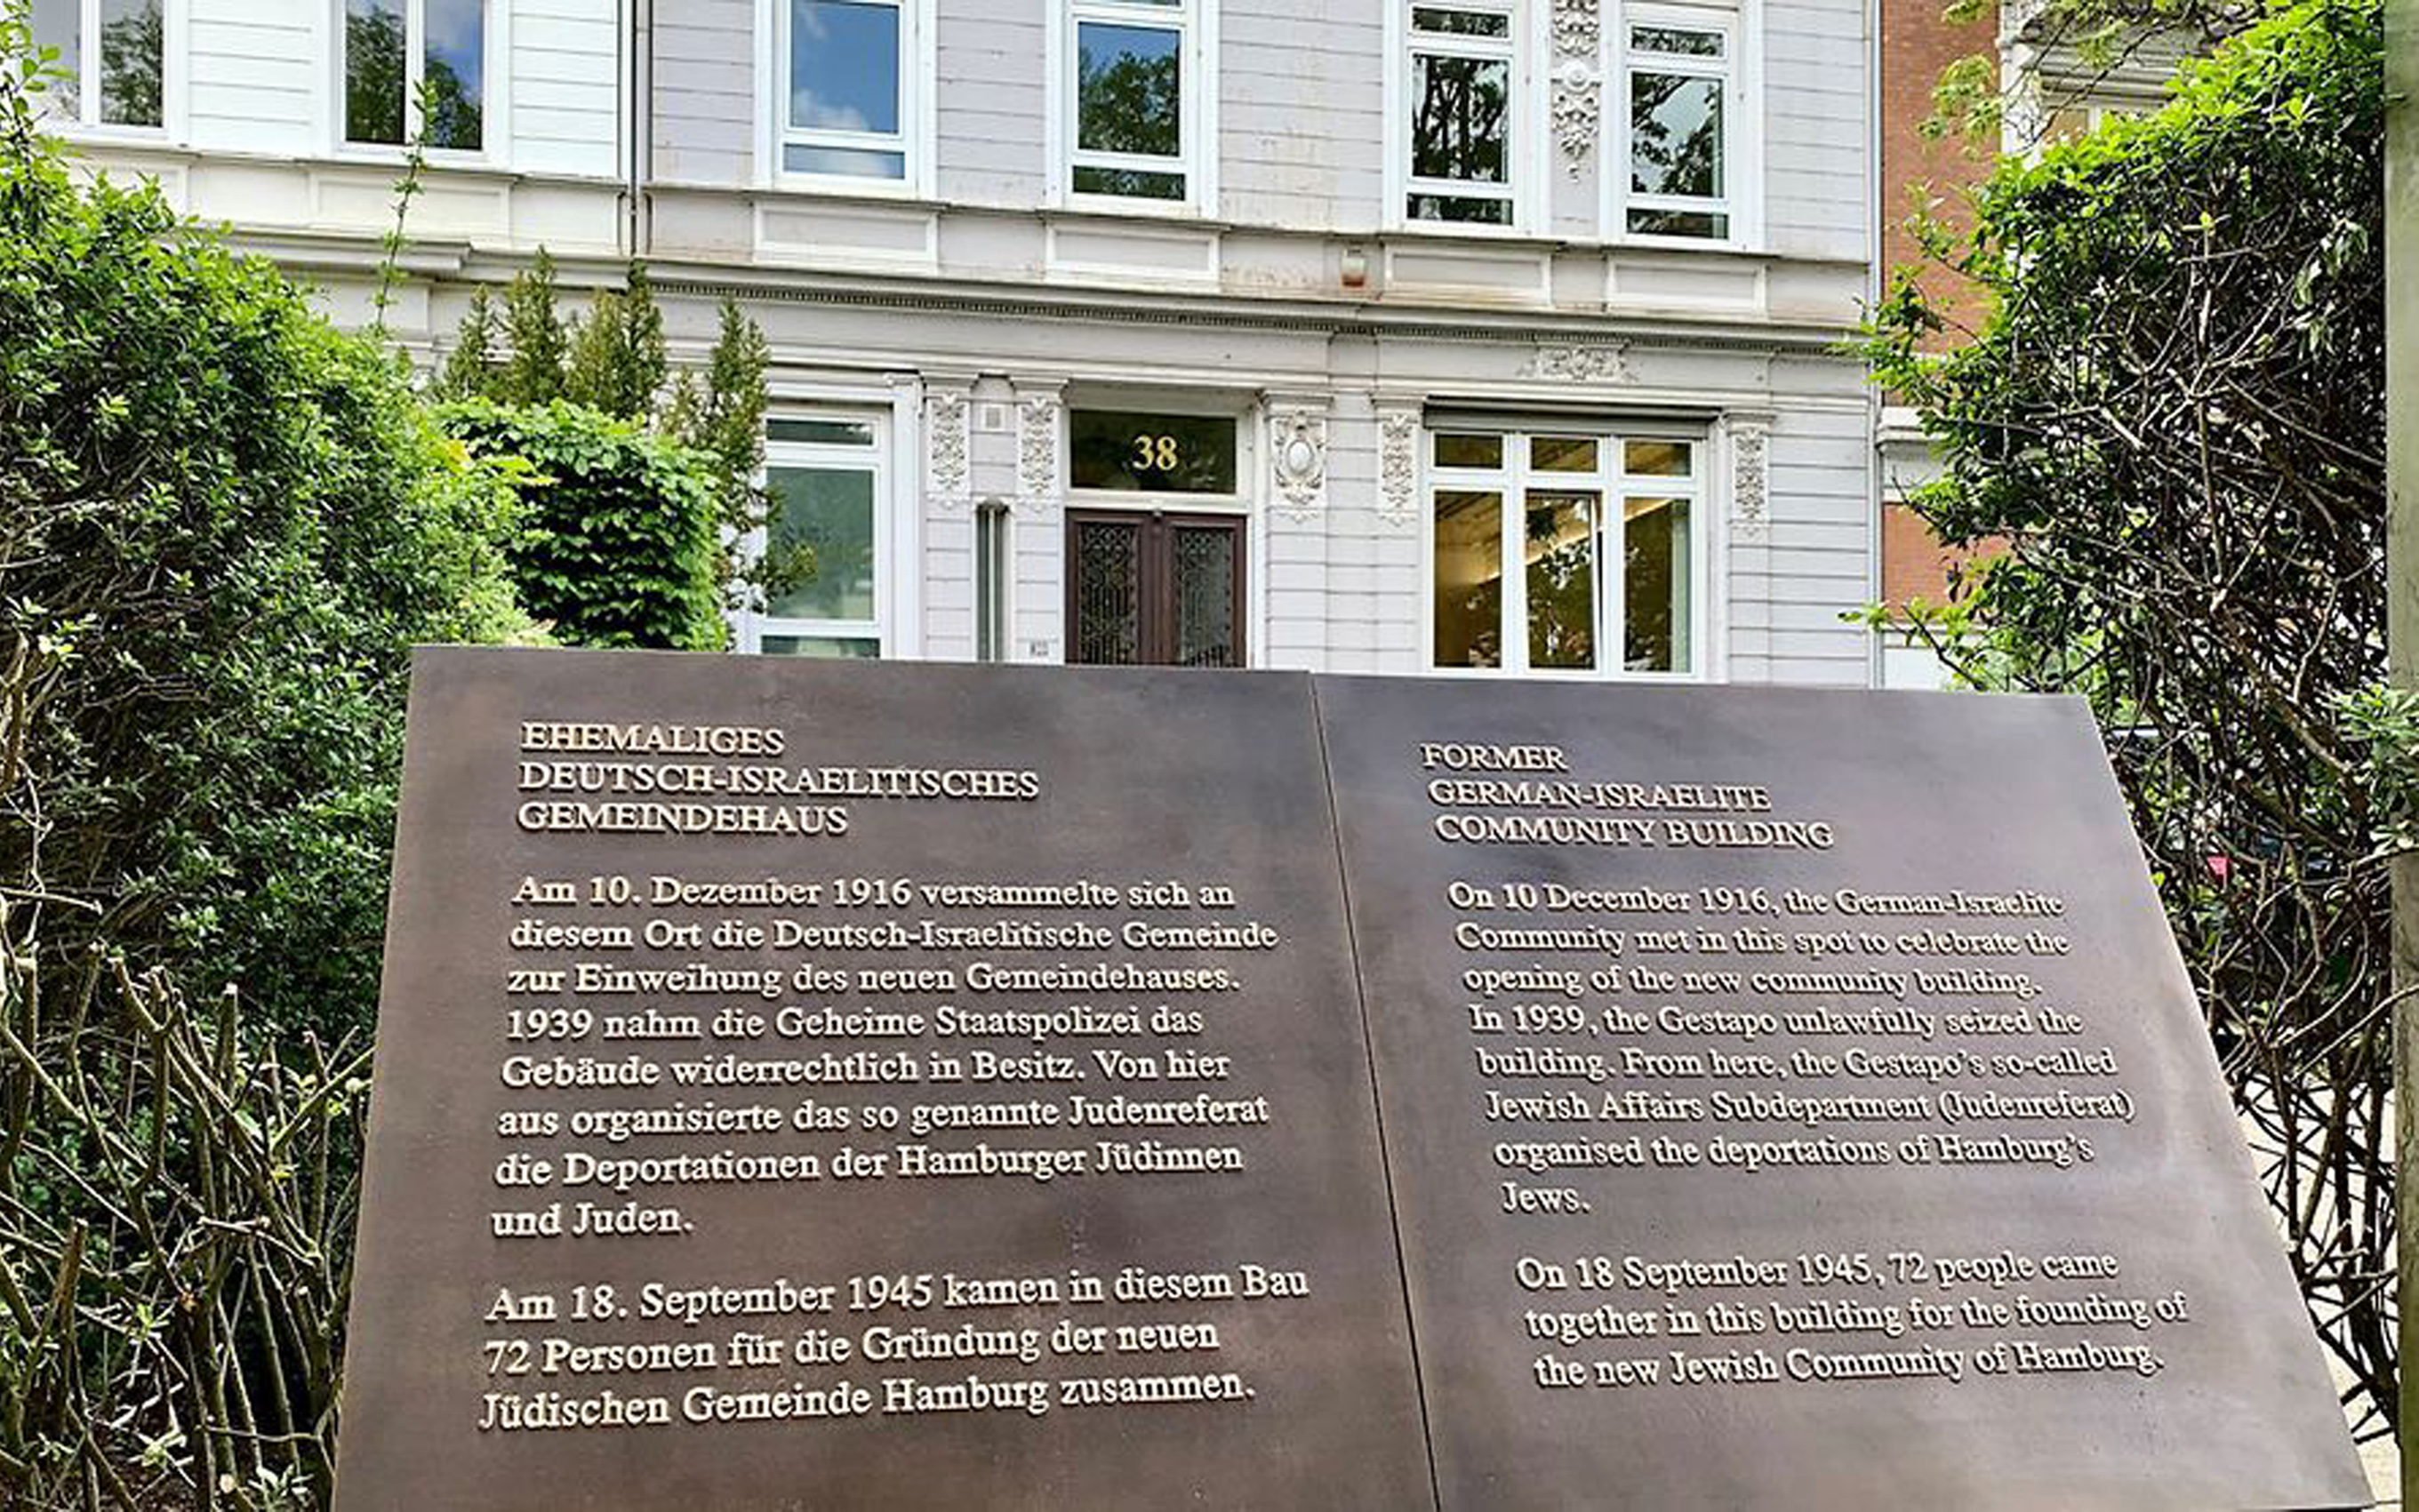 38
EHEMALIGES
DEUTSCH-ISRAELITISCHES
GEMEINDEHAUS
Am 10. Dezember 1916 versammelte sich an
diesem Ort die Deutsch-Israelitische Gemeinde
zur Einweihung des neuen Gemeindehauses.
1939 nahm die Geheime Staatspolizei das
Gebäude widerrechtlich in Besitz. Von hier
aus organisierte das so genannte Judenreferat
die Deportationen der Hamburger Jüdinnen
und Juden.
Am 18. September 1945 kamen in diesem Bau
72 Personen für die Gründung der neuen
Jüdischen Gemeinde Hamburg zusammen.
FORMER
GERMAN-ISRAELITE
COMMUNITY BUILDING
On 10 December 1916, the German-Israelite
Community met in this spot to celebrate the
opening of the new community building.
In 1939, the Gestapo unlawfully seized the
building. From here, the Gestapo's so-called
Jewish Affairs Subdepartment (Judenreferat)
organised the deportations of Hamburg's
Jews.
On 18 September 1945, 72 people came
together in this building for the founding of
the new Jewish Community of Hamburg.